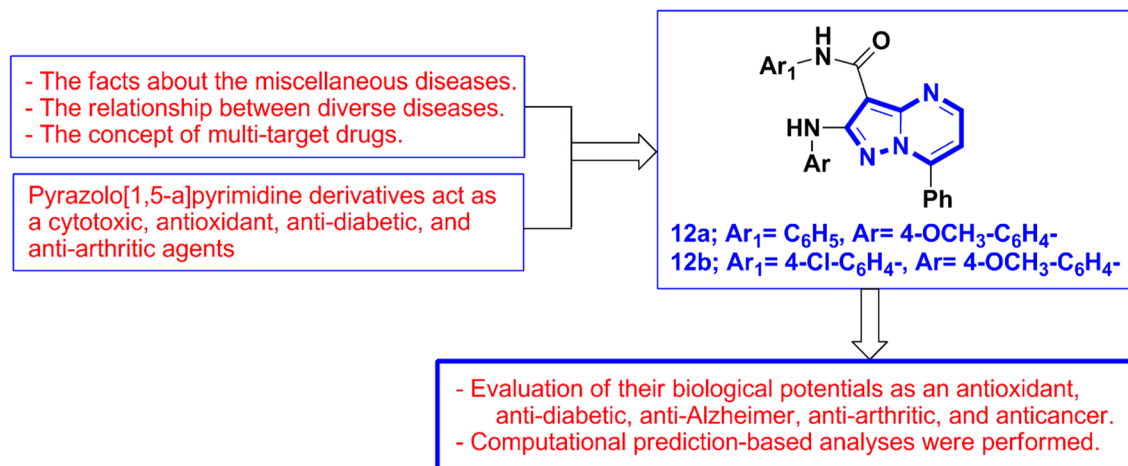 - The facts about the miscellaneous diseases.
- The relationship between diverse diseases.
- The concept of multi-target drugs.
Pyrazolo[1,5-a]pyrimidine derivatives act as
a cytotoxic, antioxidant, anti-diabetic, and
anti-arthritic agents
H
N
O
Ar₁
N
HN
N
N
Ar
Ph
12a; Ar₁= C₆H₅, Ar= 4-OCH₃-C₆H₄-
12b; Ar₁= 4-Cl-C₆H₄-, Ar= 4-OCH₃-C₆H₄-
- Evaluation of their biological potentials as an antioxidant,
anti-diabetic, anti-Alzheimer, anti-arthritic, and anticancer.
- Computational prediction-based analyses were performed.